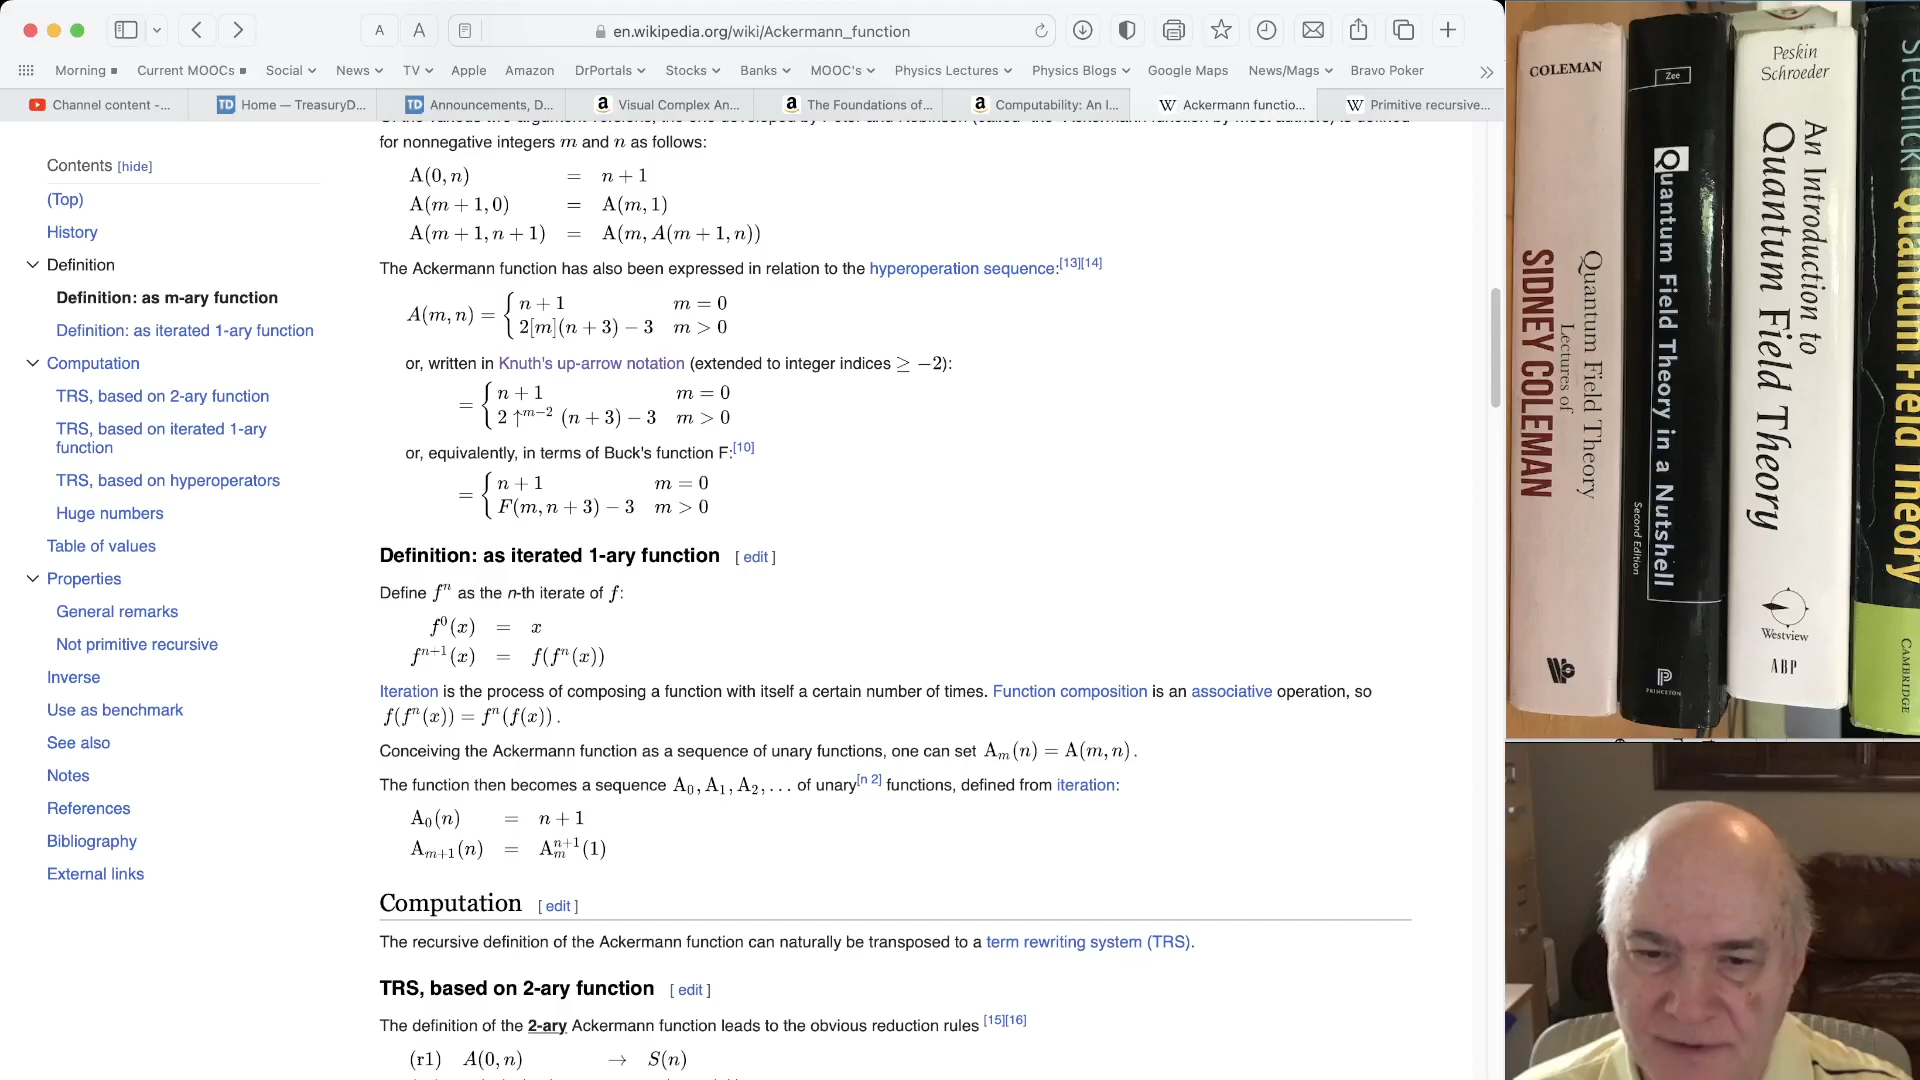 en.wikipedia.org/wiki/Ackermann_function
Morning
Current MOOCs
Social
News
TV
Apple
Amazon
DrPortals
Stocks
Banks
MOOC's
Physics Lectures
Physics Blogs
Google Maps
News/Mags
Bravo Poker
Channel content -...
Home — TreasuryD...
Announcements, D...
Visual Complex An...
The Foundations of...
Computability: An I...
Ackermann functio...
Primitive recursive...
Contents [hide]
(Top)
History
Definition
Definition: as m-ary function
Definition: as iterated 1-ary function
Computation
TRS, based on 2-ary function
TRS, based on iterated 1-ary
function
TRS, based on hyperoperators
Huge numbers
Table of values
Properties
General remarks
Not primitive recursive
Inverse
Use as benchmark
See also
Notes
References
Bibliography
External links
for nonnegative integers m and n as follows:
A(0, n) = n + 1
A(m + 1, 0) = A(m, 1)
A(m + 1, n + 1) = A(m, A(m + 1, n))
The Ackermann function has also been expressed in relation to the hyperoperation sequence:[13][14]
A(m, n) = { n + 1 m = 0
2[m](n + 3) − 3 m > 0
or, written in Knuth's up-arrow notation (extended to integer indices ≥ −2):
= { n + 1 m = 0
2 ↑^{m−2} (n + 3) − 3 m > 0
or, equivalently, in terms of Buck's function F:[10]
= { n + 1 m = 0
F(m, n + 3) − 3 m > 0
Definition: as iterated 1-ary function [ edit ]
Define fⁿ as the n-th iterate of f:
f⁰(x) = x
fⁿ⁺¹(x) = f(fⁿ(x))
Iteration is the process of composing a function with itself a certain number of times. Function composition is an associative operation, so
f(fⁿ(x)) = fⁿ(f(x)).
Conceiving the Ackermann function as a sequence of unary functions, one can set A_m(n) = A(m, n).
The function then becomes a sequence A₀, A₁, A₂, ... of unary[n 2] functions, defined from iteration:
A₀(n) = n + 1
A_{m+1}(n) = A_m^{n+1}(1)
Computation [ edit ]
The recursive definition of the Ackermann function can naturally be transposed to a term rewriting system (TRS).
TRS, based on 2-ary function [ edit ]
The definition of the 2-ary Ackermann function leads to the obvious reduction rules [15][16]
(r1) A(0, n) → S(n)
COLEMAN
Quantum Field Theory
Lectures of
SIDNEY COLEMAN
Zee
Quantum Field Theory in a Nutshell
Second Edition
PRINCETON
Peskin
Schroeder
An Introduction to
Quantum Field Theory
Westview
ABP
Srednicki Quantum Field Theory
CAMBRIDGE